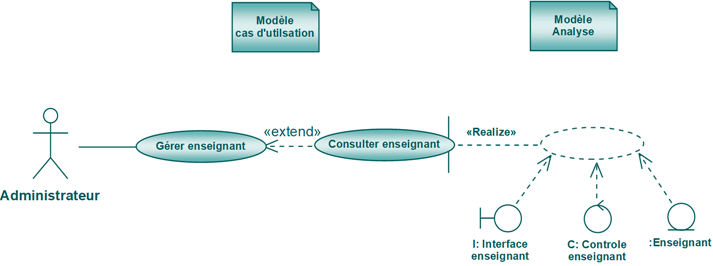 Modèle
cas d'utilsation
Modèle
Analyse
«extend»
«Realize»
Gérer enseignant
Consulter enseignant
Administrateur
I: Interface
enseignant
C: Controle
enseignant
:Enseignant